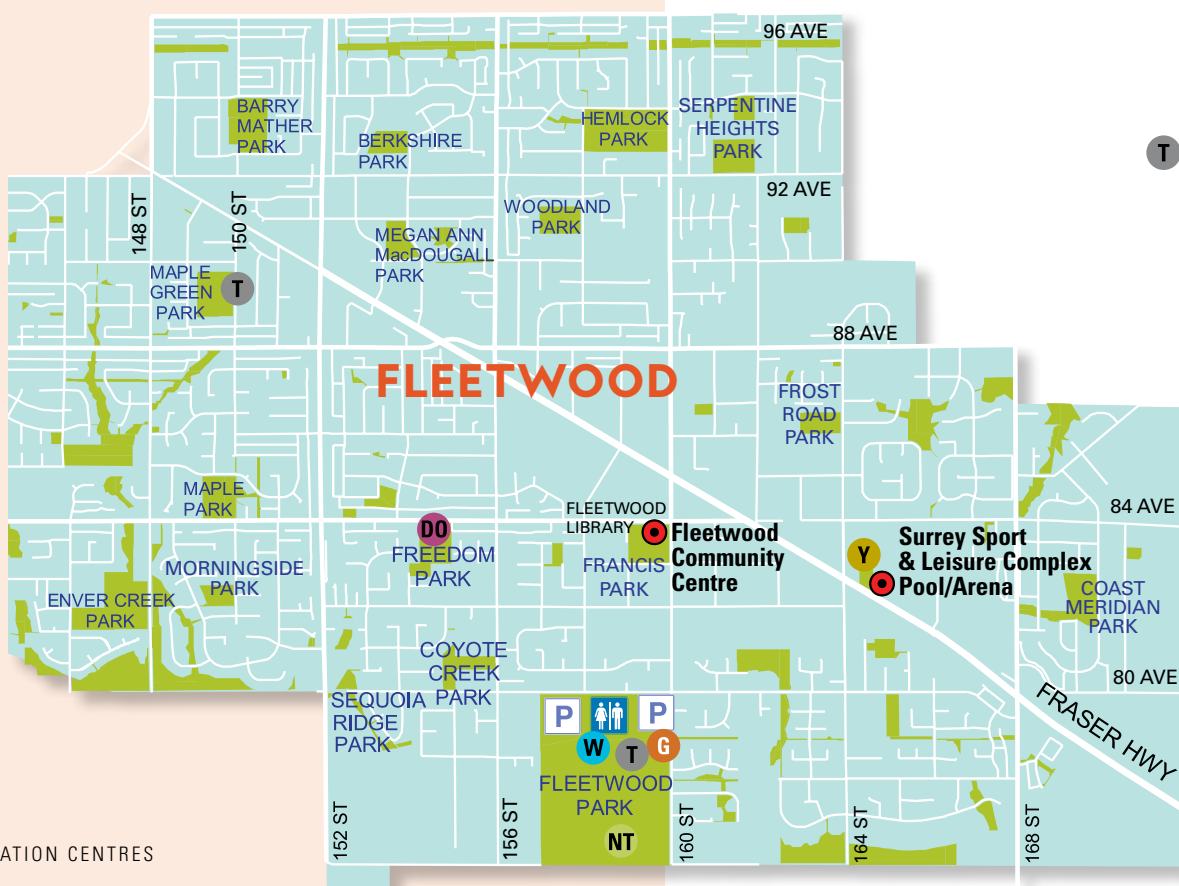 96 AVE
BARRY
MATHER
PARK
BERKSHIRE
PARK
HEMLOCK
PARK
SERPENTINE
HEIGHTS
PARK
T
92 AVE
148 ST
150 ST
WOODLAND
PARK
MEGAN ANN
MacDOUGALL
PARK
MAPLE
GREEN
PARK
T
88 AVE
FLEETWOOD
FROST
ROAD
PARK
MAPLE
PARK
84 AVE
DO
FREEDOM
PARK
FLEETWOOD
LIBRARY
Fleetwood
Community
Centre
FRANCIS
PARK
Y
Surrey Sport
& Leisure Complex
Pool/Arena
MORNINGSIDE
PARK
ENVER CREEK
PARK
COAST
MERIDIAN
PARK
COYOTE
CREEK
PARK
80 AVE
SEQUOIA
RIDGE
PARK
FRASER HWY
P
P
W
T
G
FLEETWOOD
PARK
NT
152 ST
156 ST
160 ST
164 ST
168 ST
ATION CENTRES